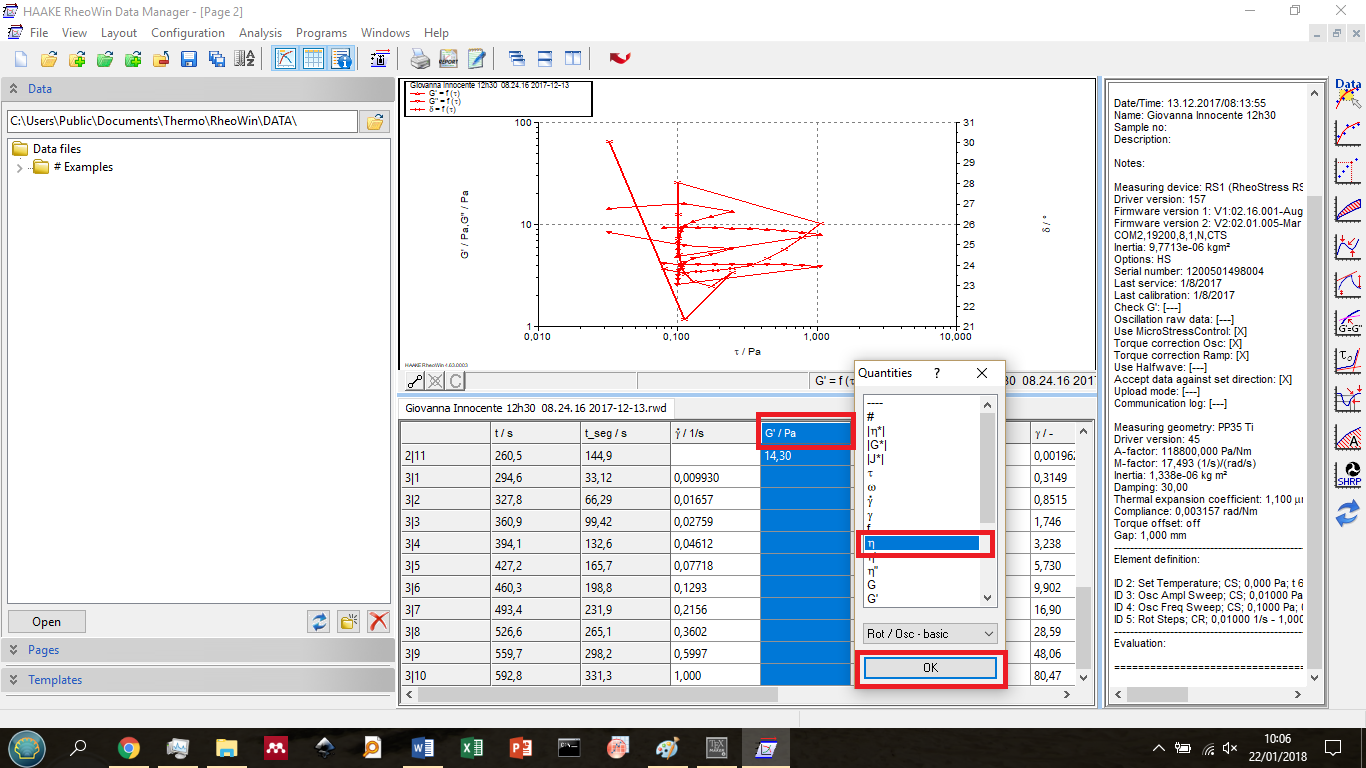 HAAKE RheoWin Data Manager - [Page 2]
File View Layout Configuration Analysis Programs Windows Help
REPORT
Data
C:\Users\Public\Documents\Thermo\RheoWin\DATA\
Data files
# Examples
Open
Pages
Templates
Giovanna Innocente 12h30 08.24.16 2017-12-13
G' = f (τ)
G'' = f (τ)
δ = f (τ)
100
10
1
G' / Pa, G'' / Pa
0,010 0,100 1,000 10,000
τ / Pa
31
30
29
28
27
26
25
24
23
22
21
δ / °
HAAKE RheoWin 4.63.0003
G' = f (τ
30 08.24.16 2017
Giovanna Innocente 12h30 08.24.16 2017-12-13.rwd
t / s t_seg / s γ̇ / 1/s G' / Pa γ / -
2|11 260,5 144,9 14,30 0,001962
3|1 294,6 33,12 0,009930 0,3149
3|2 327,8 66,29 0,01657 0,8515
3|3 360,9 99,42 0,02759 1,746
3|4 394,1 132,6 0,04612 3,238
3|5 427,2 165,7 0,07718 5,730
3|6 460,3 198,8 0,1293 9,902
3|7 493,4 231,9 0,2156 16,90
3|8 526,6 265,1 0,3602 28,59
3|9 559,7 298,2 0,5997 48,06
3|10 592,8 331,3 1,000 80,47
Quantities ?
----
#
|η*|
|G*|
|J*|
τ
ω
γ̇
γ
f
η
η'
η''
G
G'
Rot / Osc - basic
OK
Date/Time: 13.12.2017/08:13:55
Name: Giovanna Innocente 12h30
Sample no:
Description:
Notes:
Measuring device: RS1 (RheoStress RS
Driver version: 157
Firmware version 1: V1:02.16.001-Aug
Firmware version 2: V2:02.01.005-Mar
COM2,19200,8,1,N,CTS
Inertia: 9,7713e-06 kgm²
Options: HS
Serial number: 1200501498004
Last service: 1/8/2017
Last calibration: 1/8/2017
Check G': [---]
Oscillation raw data: [---]
Use MicroStressControl: [X]
Torque correction Osc: [X]
Torque correction Ramp: [X]
Use Halfwave: [---]
Accept data against set direction: [X]
Upload mode: [---]
Communication log: [---]
Measuring geometry: PP35 Ti
Driver version: 45
A-factor: 118800,000 Pa/Nm
M-factor: 17,493 (1/s)/(rad/s)
Inertia: 1,338e-06 kg m²
Damping: 30,00
Thermal expansion coefficient: 1,100 µm
Compliance: 0,003157 rad/Nm
Torque offset: off
Gap: 1,000 mm
Element definition:
ID 2: Set Temperature; CS; 0,000 Pa; t 6
ID 3: Osc Ampl Sweep; CS; 0,01000 Pa
ID 4: Osc Freq Sweep; CS; 0,1000 Pa;
ID 5: Rot Steps; CR; 0,01000 1/s - 1,000
Evaluation:
Data
G'=G''
τ₀
A
SHRP
10:06
22/01/2018